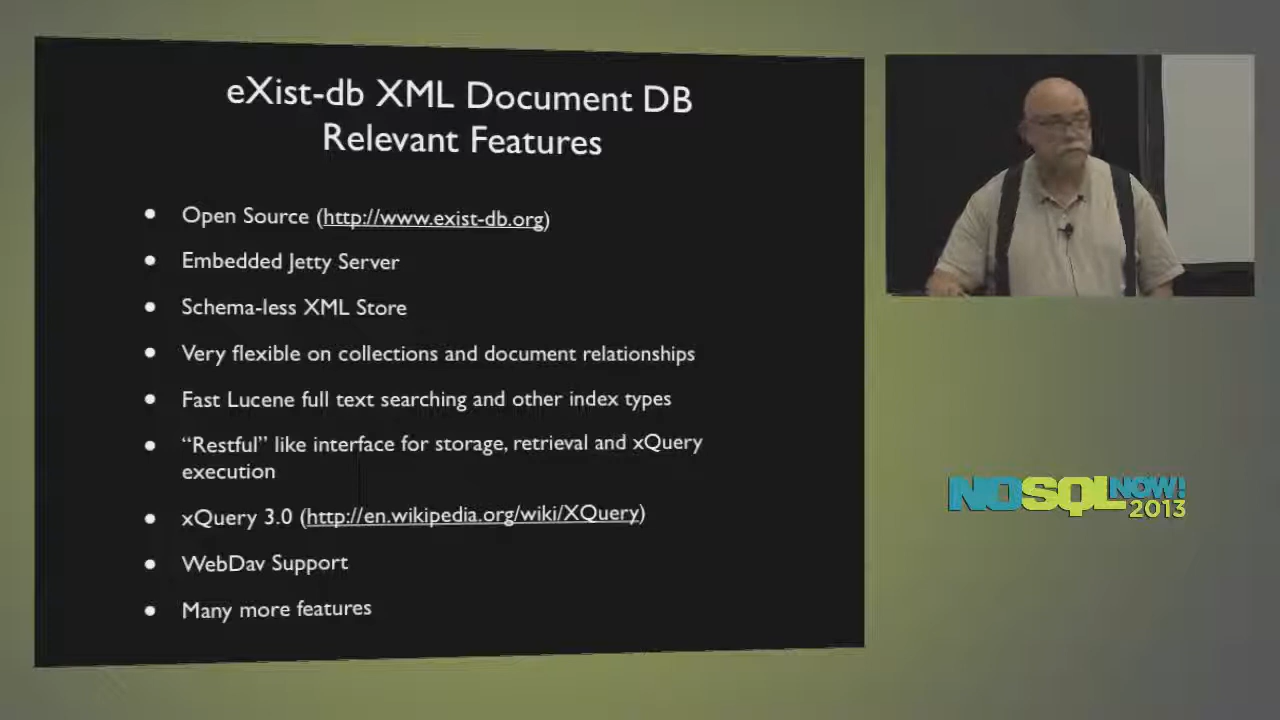 eXist-db XML Document DB
Relevant Features
• Open Source (http://www.exist-db.org)
• Embedded Jetty Server
• Schema-less XML Store
• Very flexible on collections and document relationships
• Fast Lucene full text searching and other index types
• “Restful” like interface for storage, retrieval and xQuery
execution
• xQuery 3.0 (http://en.wikipedia.org/wiki/XQuery)
• WebDav Support
• Many more features
NOSQL NOW!
2013